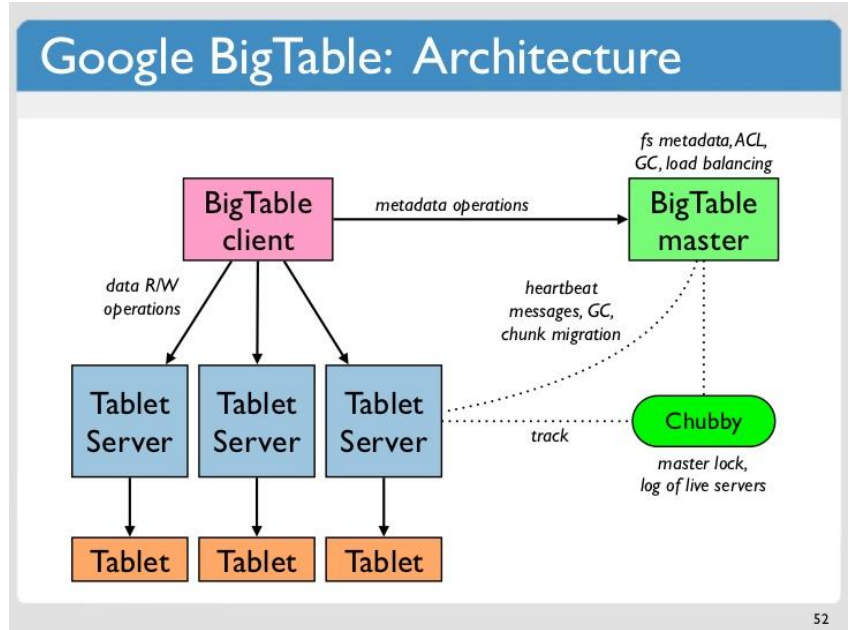 Google BigTable: Architecture
fs metadata, ACL,
GC, load balancing
BigTable
client
metadata operations
BigTable
master
data R/W
operations
heartbeat
messages, GC,
chunk migration
Tablet
Server
Tablet
Server
Tablet
Server
track
Chubby
master lock,
log of live servers
Tablet
Tablet
Tablet
52